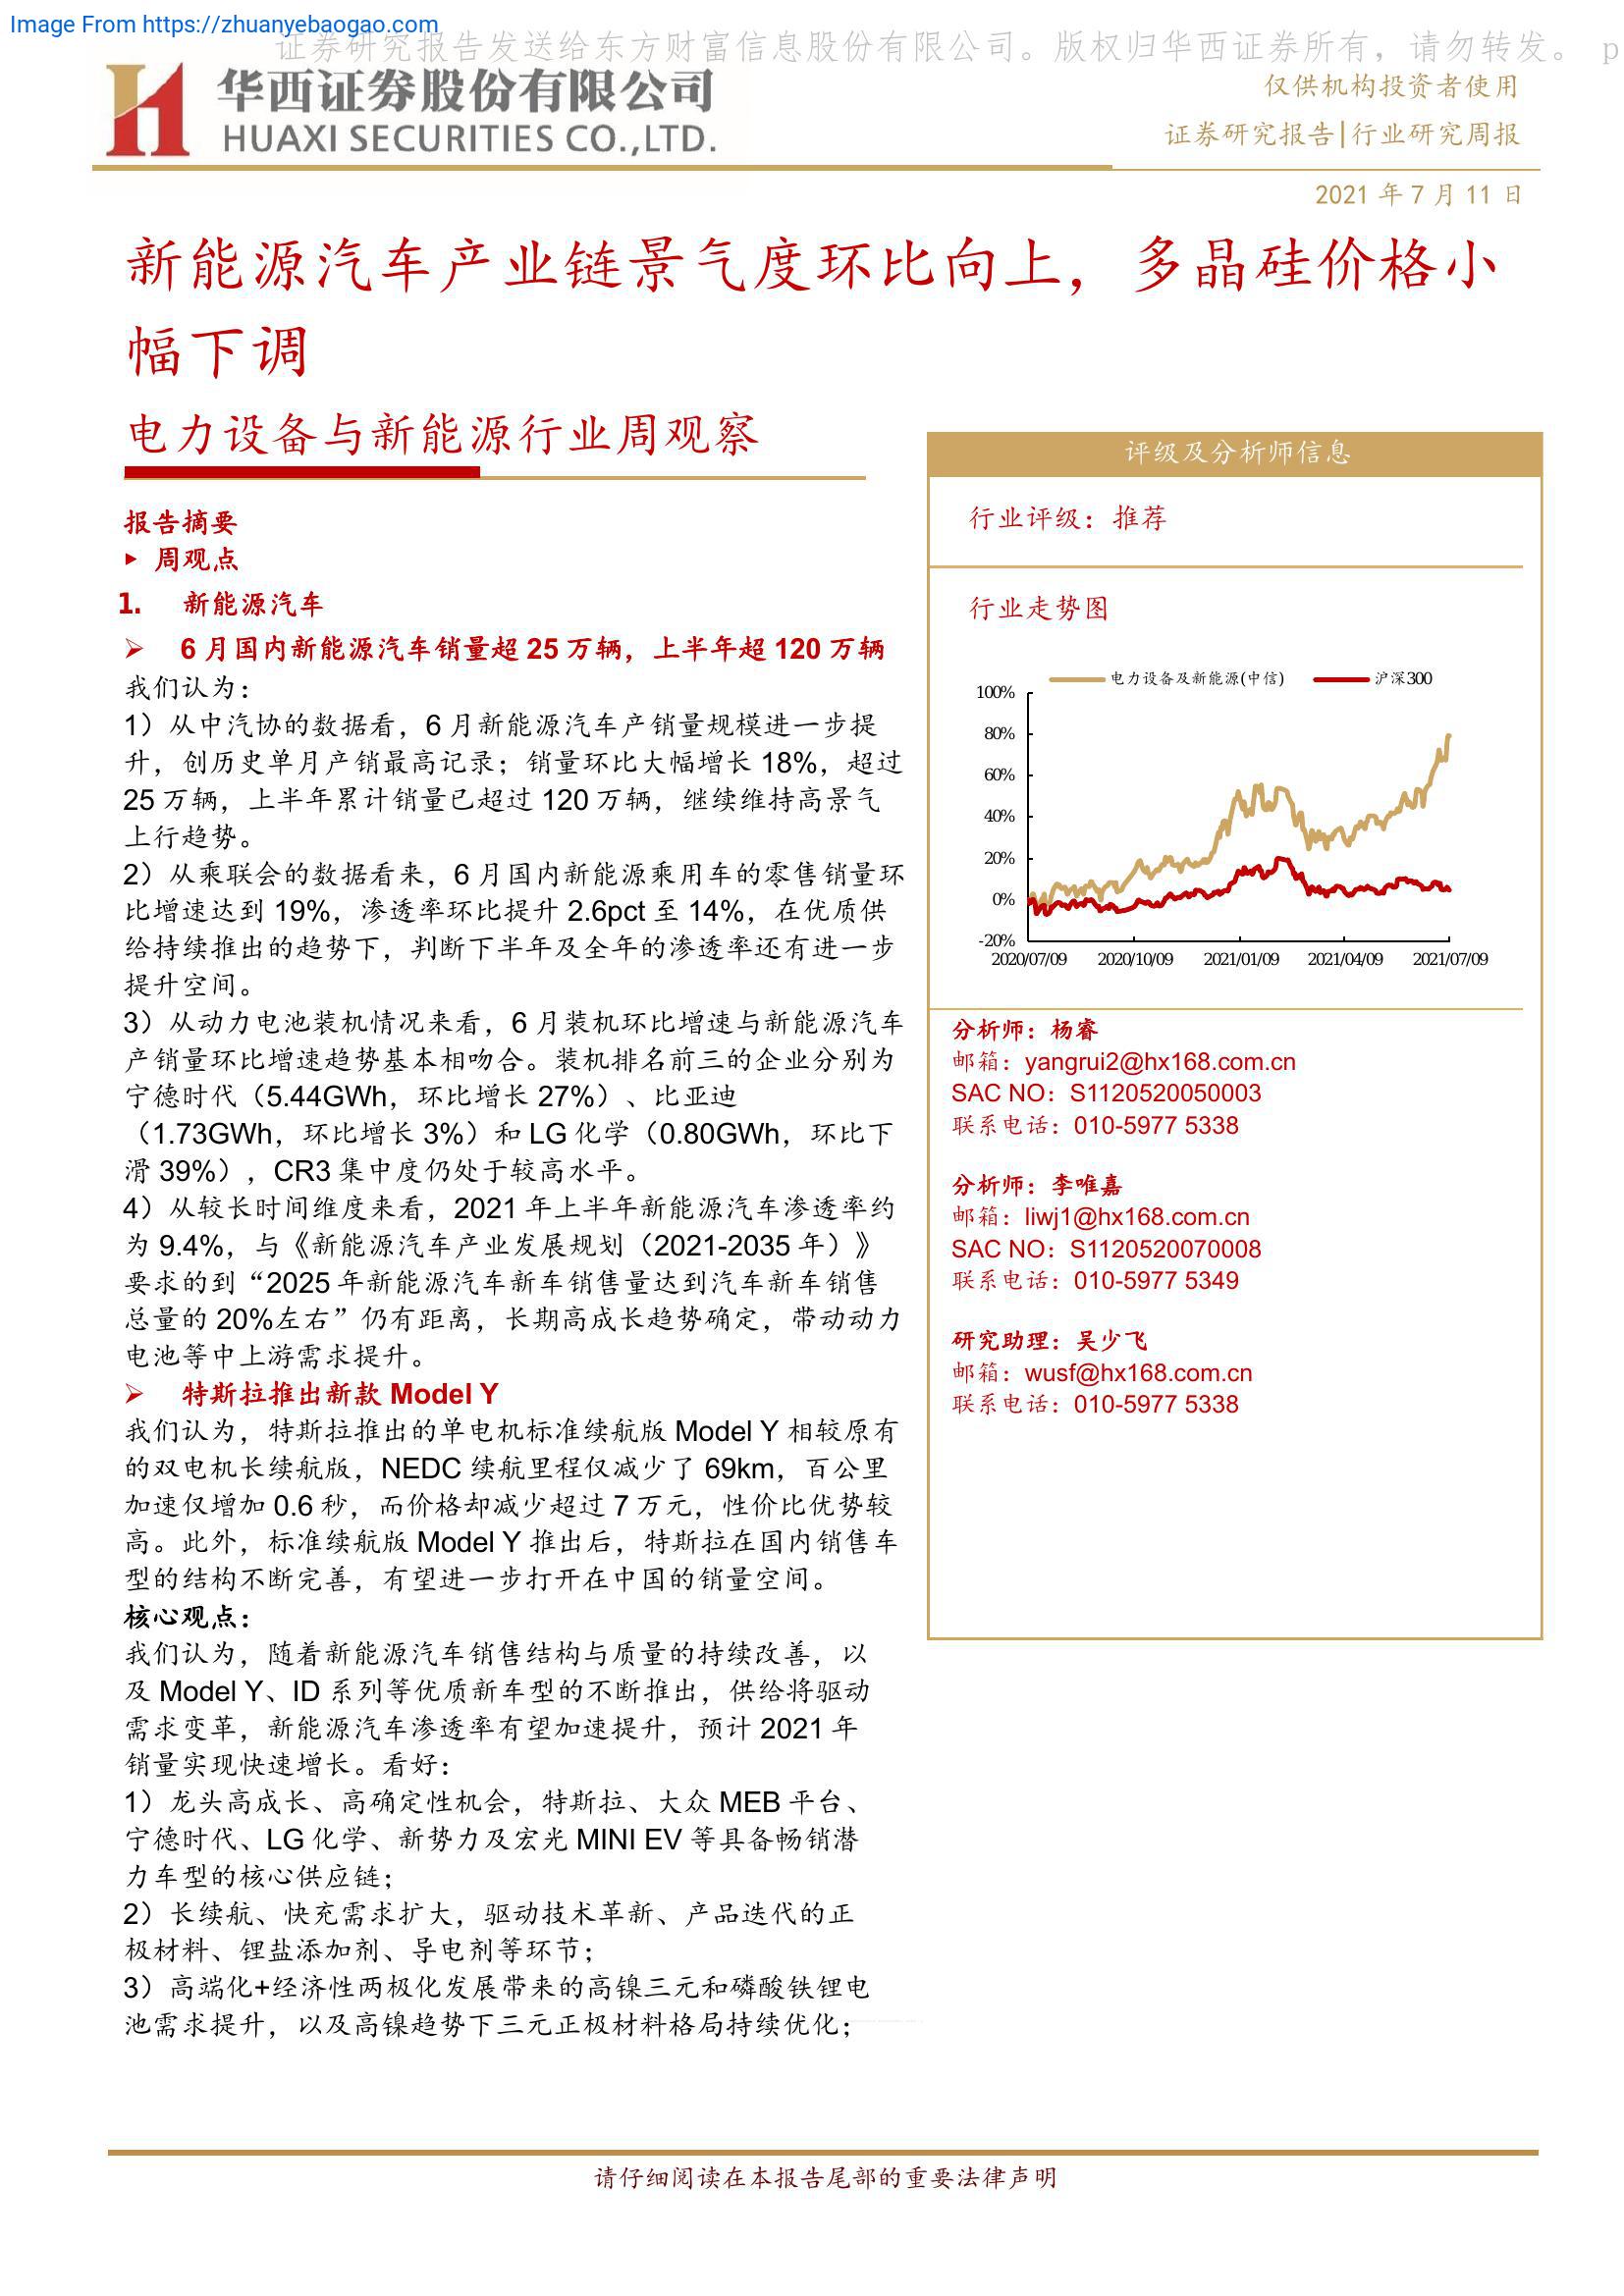 Image From https://zhuanyebaogao.com
证券研究报告发送给东方财富信息股份有限公司。版权归华西证券所有，请勿转发。 p
华西证券股份有限公司
HUAXI SECURITIES CO.,LTD.
仅供机构投资者使用
证券研究报告|行业研究周报
2021 年 7 月 11 日
新能源汽车产业链景气度环比向上，多晶硅价格小
幅下调
电力设备与新能源行业周观察
报告摘要
▸ 周观点
1. 新能源汽车
➢ 6 月国内新能源汽车销量超 25 万辆，上半年超 120 万辆
我们认为：
1）从中汽协的数据看，6 月新能源汽车产销量规模进一步提
升，创历史单月产销最高记录；销量环比大幅增长 18%，超过
25 万辆，上半年累计销量已超过 120 万辆，继续维持高景气
上行趋势。
2）从乘联会的数据看来，6 月国内新能源乘用车的零售销量环
比增速达到 19%，渗透率环比提升 2.6pct 至 14%，在优质供
给持续推出的趋势下，判断下半年及全年的渗透率还有进一步
提升空间。
3）从动力电池装机情况来看，6 月装机环比增速与新能源汽车
产销量环比增速趋势基本相吻合。装机排名前三的企业分别为
宁德时代（5.44GWh，环比增长 27%）、比亚迪
（1.73GWh，环比增长 3%）和 LG 化学（0.80GWh，环比下
滑 39%），CR3 集中度仍处于较高水平。
4）从较长时间维度来看，2021 年上半年新能源汽车渗透率约
为 9.4%，与《新能源汽车产业发展规划（2021-2035 年）》
要求的到“2025 年新能源汽车新车销售量达到汽车新车销售
总量的 20%左右”仍有距离，长期高成长趋势确定，带动动力
电池等中上游需求提升。
➢ 特斯拉推出新款 Model Y
我们认为，特斯拉推出的单电机标准续航版 Model Y 相较原有
的双电机长续航版，NEDC 续航里程仅减少了 69km，百公里
加速仅增加 0.6 秒，而价格却减少超过 7 万元，性价比优势较
高。此外，标准续航版 Model Y 推出后，特斯拉在国内销售车
型的结构不断完善，有望进一步打开在中国的销量空间。
核心观点：
我们认为，随着新能源汽车销售结构与质量的持续改善，以
及 Model Y、ID 系列等优质新车型的不断推出，供给将驱动
需求变革，新能源汽车渗透率有望加速提升，预计 2021 年
销量实现快速增长。看好：
1）龙头高成长、高确定性机会，特斯拉、大众 MEB 平台、
宁德时代、LG 化学、新势力及宏光 MINI EV 等具备畅销潜
力车型的核心供应链；
2）长续航、快充需求扩大，驱动技术革新、产品迭代的正
极材料、锂盐添加剂、导电剂等环节；
3）高端化+经济性两极化发展带来的高镍三元和磷酸铁锂电
池需求提升，以及高镍趋势下三元正极材料格局持续优化；
评级及分析师信息
行业评级：推荐
行业走势图
电力设备及新能源(中信) 沪深300
100%
80%
60%
40%
20%
0%
-20%
2020/07/09 2020/10/09 2021/01/09 2021/04/09 2021/07/09
分析师：杨睿
邮箱：yangrui2@hx168.com.cn
SAC NO：S1120520050003
联系电话：010-5977 5338
分析师：李唯嘉
邮箱：liwj1@hx168.com.cn
SAC NO：S1120520070008
联系电话：010-5977 5349
研究助理：吴少飞
邮箱：wusf@hx168.com.cn
联系电话：010-5977 5338
请仔细阅读在本报告尾部的重要法律声明